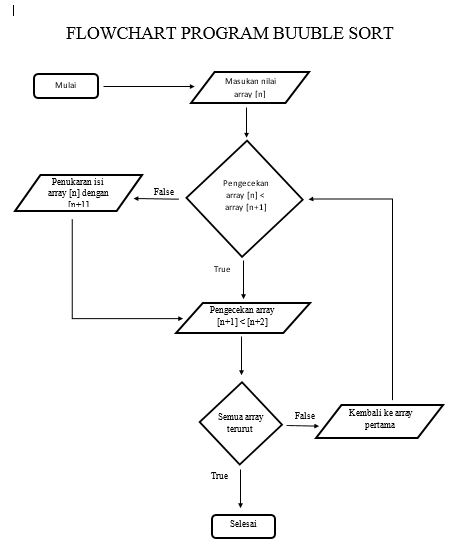 FLOWCHART PROGRAM BUUBLE SORT
Mulai
Masukan nilai
array [n]
Pengecekan
array [n] <
array [n+1]
False
Penukaran isi
array [n] dengan
[n+1]
True
Pengecekan array
[n+1] < [n+2]
Semua array
terurut
False
Kembali ke array
pertama
True
Selesai